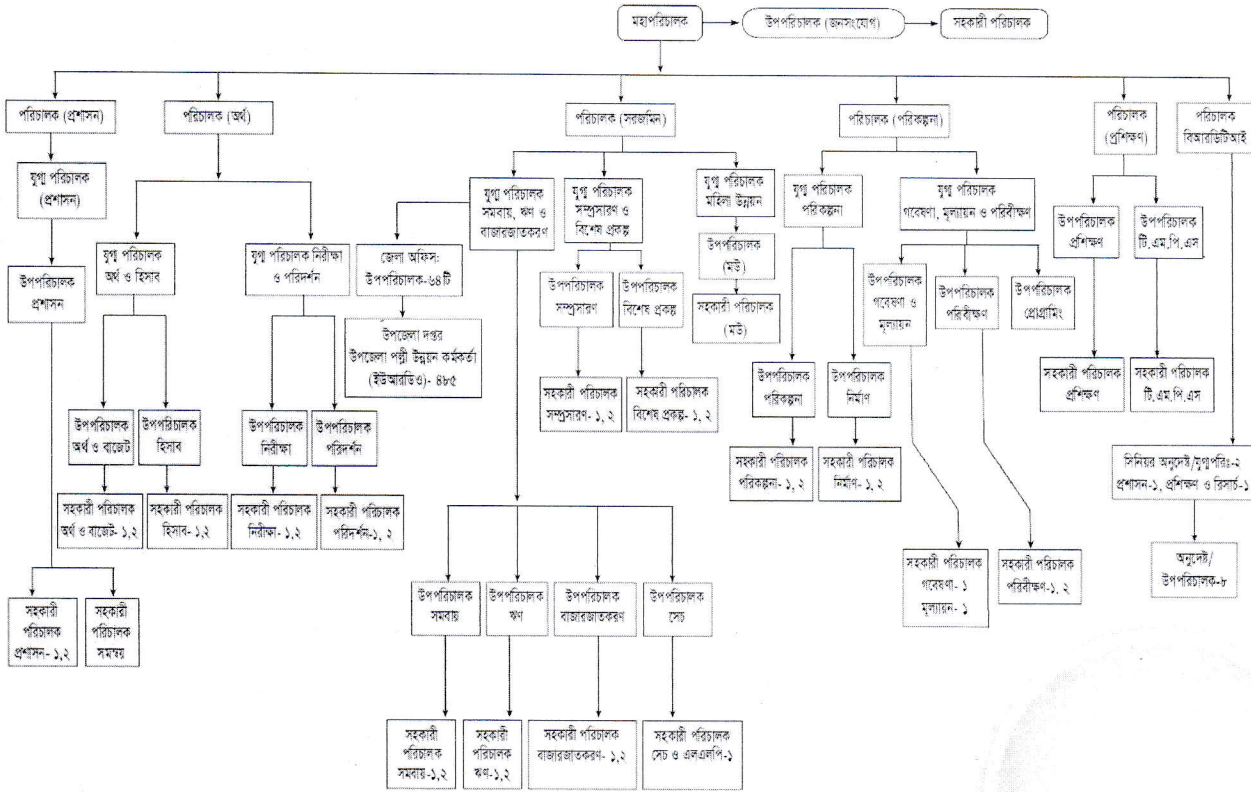 মহাপরিচালক
উপপরিচালক (জনসংযোগ)
সহকারী পরিচালক
পরিচালক (প্রশাসন)
যুগ্ম পরিচালক
(প্রশাসন)
উপপরিচালক
প্রশাসন
সহকারী
পরিচালক
প্রশাসন- ১,২
সহকারী
পরিচালক
সমন্বয়
পরিচালক (অর্থ)
যুগ্ম পরিচালক
অর্থ ও হিসাব
উপপরিচালক
অর্থ ও বাজেট
উপপরিচালক
হিসাব
সহকারী পরিচালক
অর্থ ও বাজেট- ১,২
সহকারী পরিচালক
হিসাব- ১,২
যুগ্ম পরিচালক নিরীক্ষা
ও পরিদর্শন
উপপরিচালক
নিরীক্ষা
উপপরিচালক
পরিদর্শন
সহকারী পরিচালক
নিরীক্ষা- ১,২
সহকারী পরিচালক
পরিদর্শন-১, ২
পরিচালক (সরজমিন)
যুগ্ম পরিচালক
সমবায়, ঋণ ও
বাজারজাতকরণ
জেলা অফিস:
উপপরিচালক-৬৪টি
উপজেলা দপ্তর
উপজেলা পল্লী উন্নয়ন কর্মকর্তা
(ইউআরডিও)- ৪৮৫
উপপরিচালক
সমবায়
উপপরিচালক
ঋণ
উপপরিচালক
বাজারজাতকরণ
উপপরিচালক
সেচ
সহকারী
পরিচালক
সমবায়-১,২
সহকারী
পরিচালক
ঋণ-১,২
সহকারী
পরিচালক
বাজারজাতকরণ- ১,২
সহকারী
পরিচালক
সেচ ও এলএলপি-১
যুগ্ম পরিচালক
সম্প্রসারণ ও
বিশেষ প্রকল্প
উপপরিচালক
সম্প্রসারণ
উপপরিচালক
বিশেষ প্রকল্প
সহকারী পরিচালক
সম্প্রসারণ- ১, ২
সহকারী পরিচালক
বিশেষ প্রকল্প- ১, ২
যুগ্ম পরিচালক
মহিলা উন্নয়ন
উপপরিচালক
(মউ)
সহকারী পরিচালক
(মউ)
পরিচালক (পরিকল্পনা)
যুগ্ম পরিচালক
পরিকল্পনা
উপপরিচালক
পরিকল্পনা
উপপরিচালক
নির্মাণ
সহকারী পরিচালক
পরিকল্পনা- ১, ২
সহকারী পরিচালক
নির্মাণ- ১, ২
যুগ্ম পরিচালক
গবেষণা, মূল্যায়ন ও পরিবীক্ষণ
উপপরিচালক
গবেষণা ও
মূল্যায়ন
উপপরিচালক
পরিবীক্ষণ
উপপরিচালক
প্রোগ্রামিং
সহকারী পরিচালক
গবেষণা- ১
মূল্যায়ন- ১
সহকারী পরিচালক
পরিবীক্ষণ-১, ২
পরিচালক
(প্রশিক্ষণ)
উপপরিচালক
প্রশিক্ষণ
উপপরিচালক
টি.এম.পি.এস
সহকারী পরিচালক
প্রশিক্ষণ
সহকারী পরিচালক
টি.এম.পি.এস
পরিচালক
বিআরডিটিআই
সিনিয়র অনুদেষ্ট/যুগ্মপরিঃ-২
প্রশাসন-১, প্রশিক্ষণ ও রিসার্চ-১
অনুদেষ্ট/
উপপরিচালক-৮